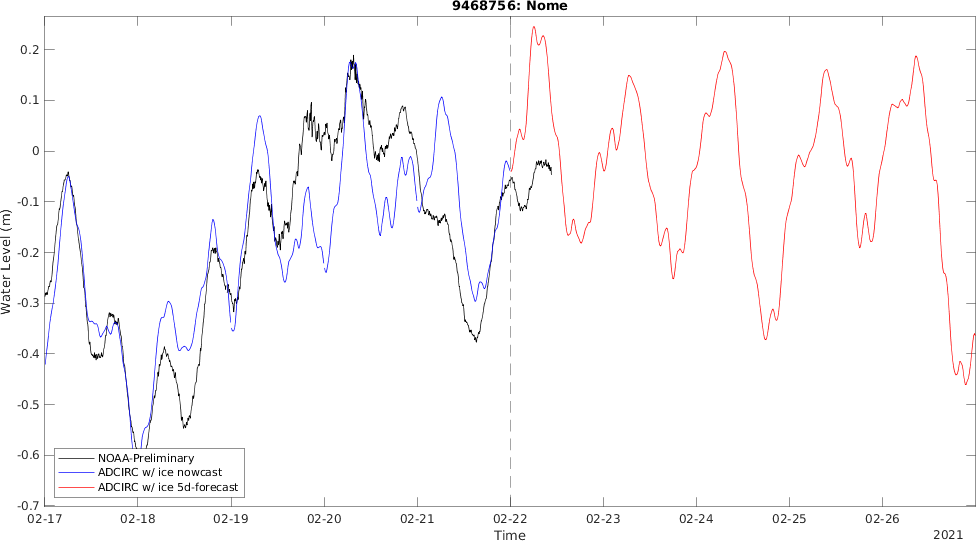 9468756: Nome
Water Level (m)
0.2
0.1
0
-0.1
-0.2
-0.3
-0.4
-0.5
-0.6
-0.7
NOAA-Preliminary
ADCIRC w/ ice nowcast
ADCIRC w/ ice 5d-forecast
02-17 02-18 02-19 02-20 02-21 02-22 02-23 02-24 02-25 02-26
Time
2021